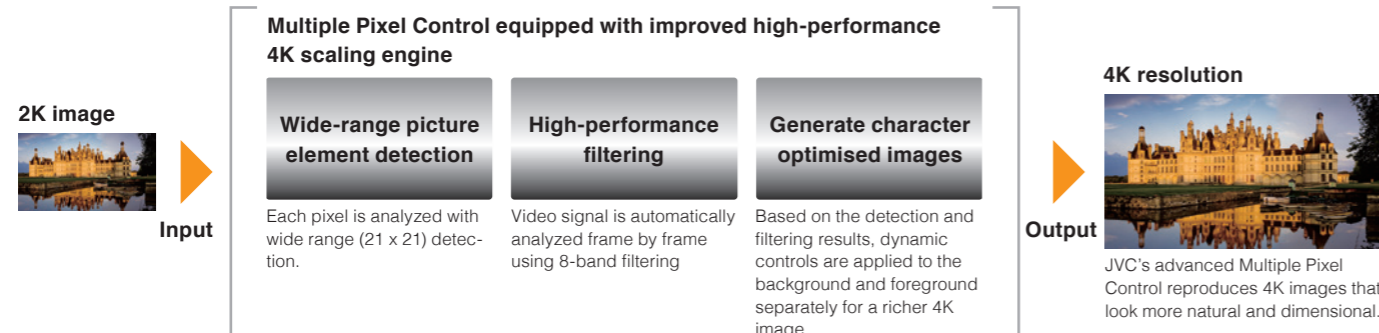 Multiple Pixel Control equipped with improved high-performance
4K scaling engine
2K image
Input
Wide-range picture
element detection
Each pixel is analyzed with
wide range (21 x 21) detec-
tion.
High-performance
filtering
Video signal is automatically
analyzed frame by frame
using 8-band filtering
Generate character
optimised images
Based on the detection and
filtering results, dynamic
controls are applied to the
background and foreground
separately for a richer 4K
image
Output
4K resolution
JVC's advanced Multiple Pixel
Control reproduces 4K images that
look more natural and dimensional.